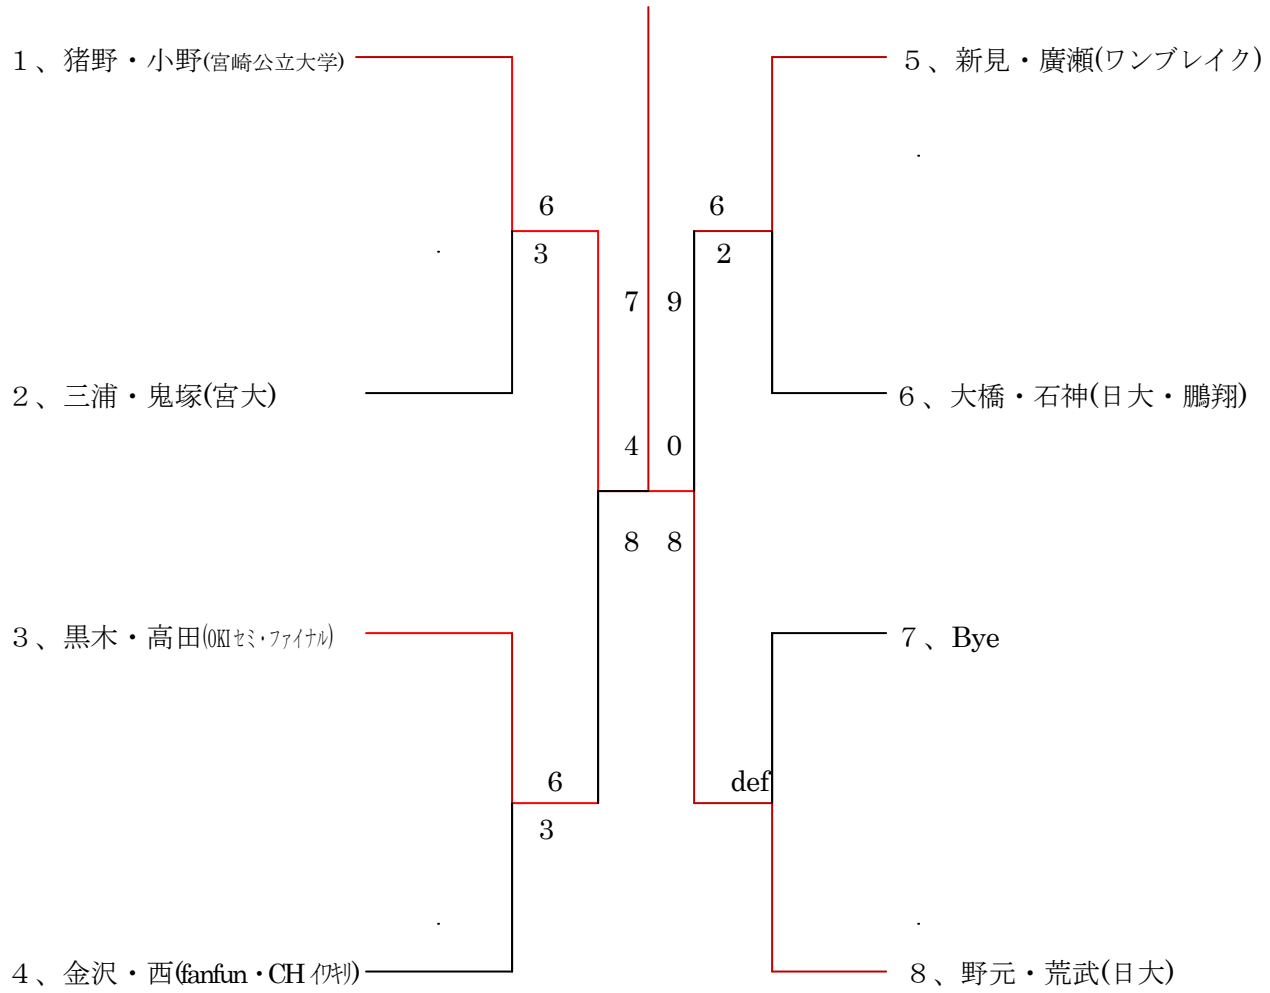 １、猪野・小野(宮崎公立大学)
５、新見・廣瀬(ワンブレイク)
6
3
6
2
7 9
２、三浦・鬼塚(宮大)
６、大橋・石神(日大・鵬翔)
4 0
8 8
３、黒木・高田(OKIセミ・ファイナル)
７、Bye
6
3
def
４、金沢・西(fanfun・CHイワキリ)
８、野元・荒武(日大)